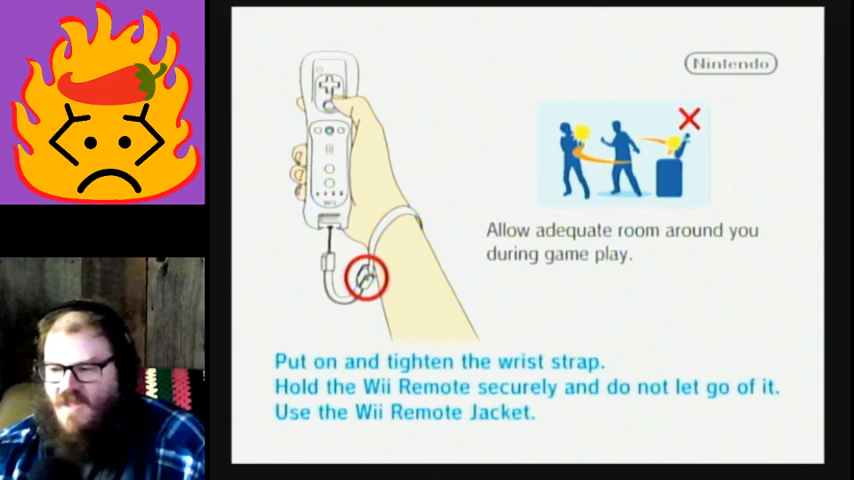 Nintendo
Allow adequate room around you
during game play.
Put on and tighten the wrist strap.
Hold the Wii Remote securely and do not let go of it.
Use the Wii Remote Jacket.